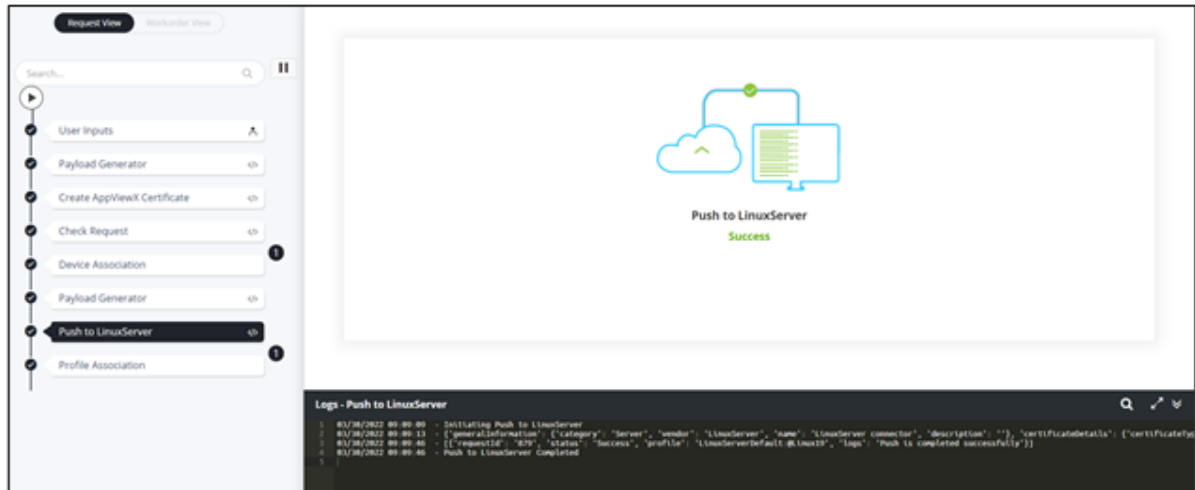 Request View
Workorder View
Search...
User Inputs
Payload Generator
</>
Create AppViewX Certificate
</>
Check Request
</>
1
Device Association
Payload Generator
</>
Push to LinuxServer
</>
1
Profile Association
Push to LinuxServer
Success
Logs - Push to LinuxServer
1 03/30/2022 09:09:09 - Initiating Push to LinuxServer
2 03/30/2022 09:09:13 - {'generalInformation': {'category': 'Server', 'vendor': 'LinuxServer', 'name': 'LinuxServer connector', 'description': ''}, 'certificateDetails': {'certificateTyp
3 03/30/2022 09:09:46 - [{'requestId': '879', 'status': 'Success', 'profile': 'LinuxServerDefault:@Linux19', 'logs': 'Push is completed successfully'}]
4 03/30/2022 09:09:46 - Push to LinuxServer Completed
5